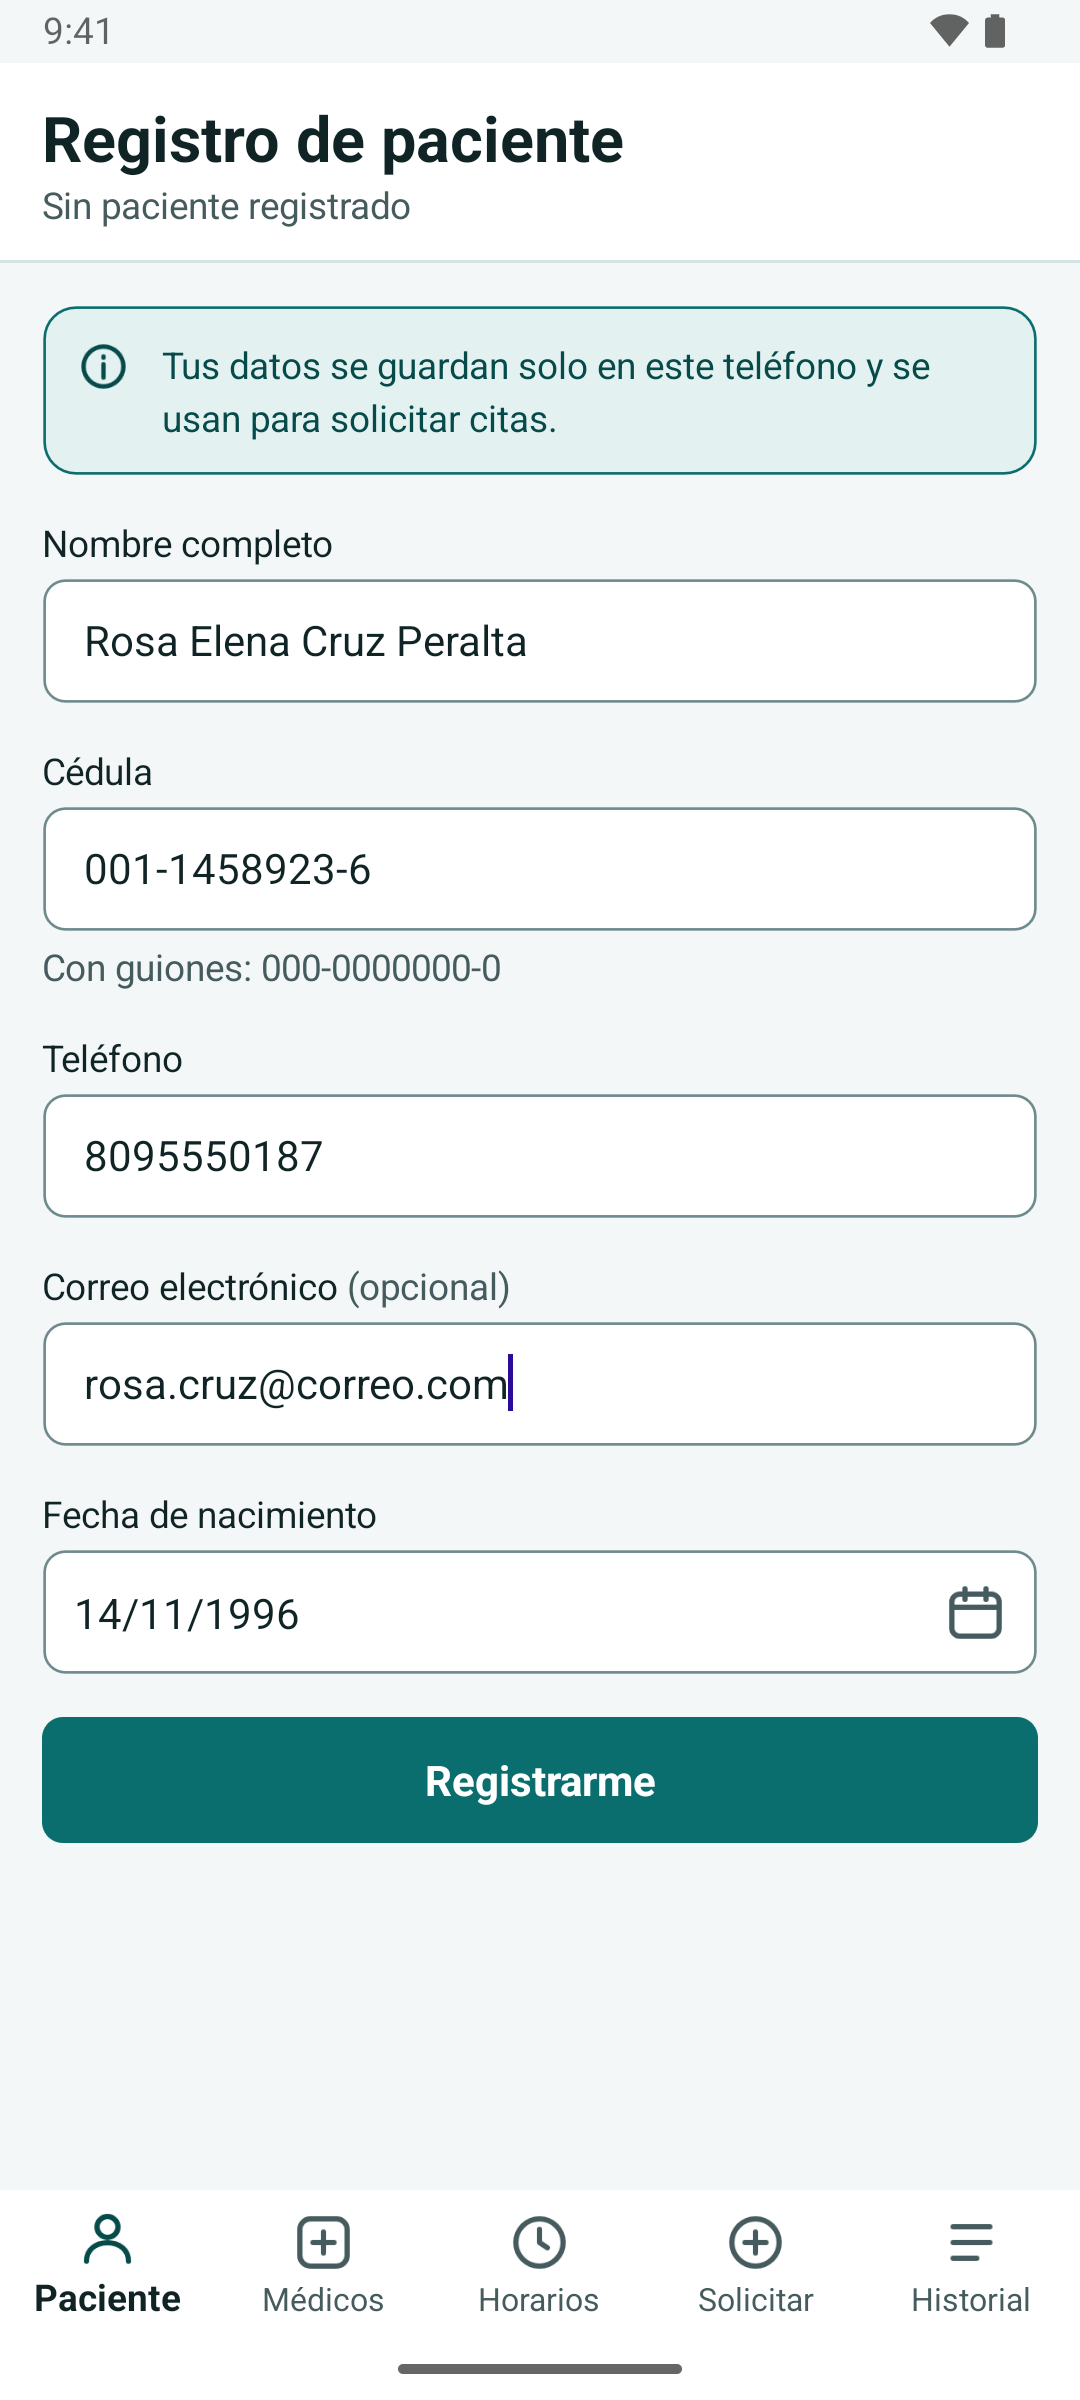 9:41
Registro de paciente
Sin paciente registrado
Tus datos se guardan solo en este teléfono y se
usan para solicitar citas.
Nombre completo
Rosa Elena Cruz Peralta
Cédula
001-1458923-6
Con guiones: 000-0000000-0
Teléfono
8095550187
Correo electrónico (opcional)
rosa.cruz@correo.com
Fecha de nacimiento
14/11/1996
Registrarme
Paciente Médicos Horarios Solicitar Historial